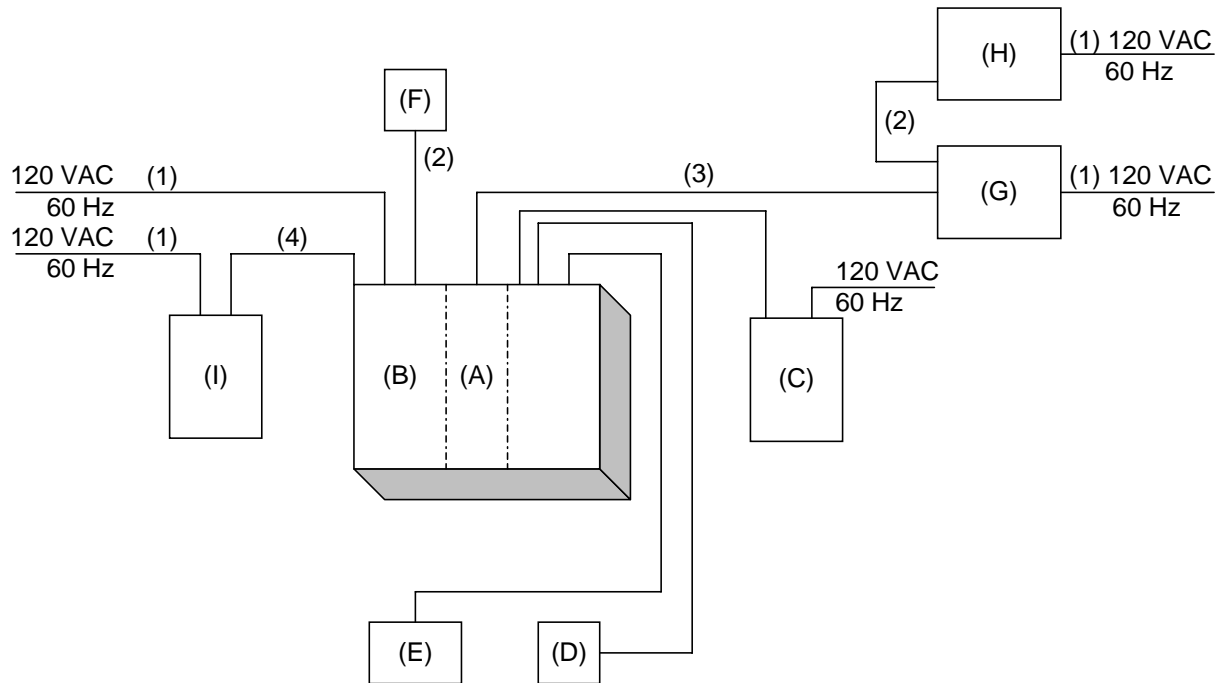 (H)
(1) 120 VAC
60 Hz
(F)
(2)
(2)
120 VAC (1)
60 Hz
(3)
(G)
(1) 120 VAC
60 Hz
120 VAC (1)
60 Hz
(4)
120 VAC
60 Hz
(I)
(B)
(A)
(C)
(E)
(D)